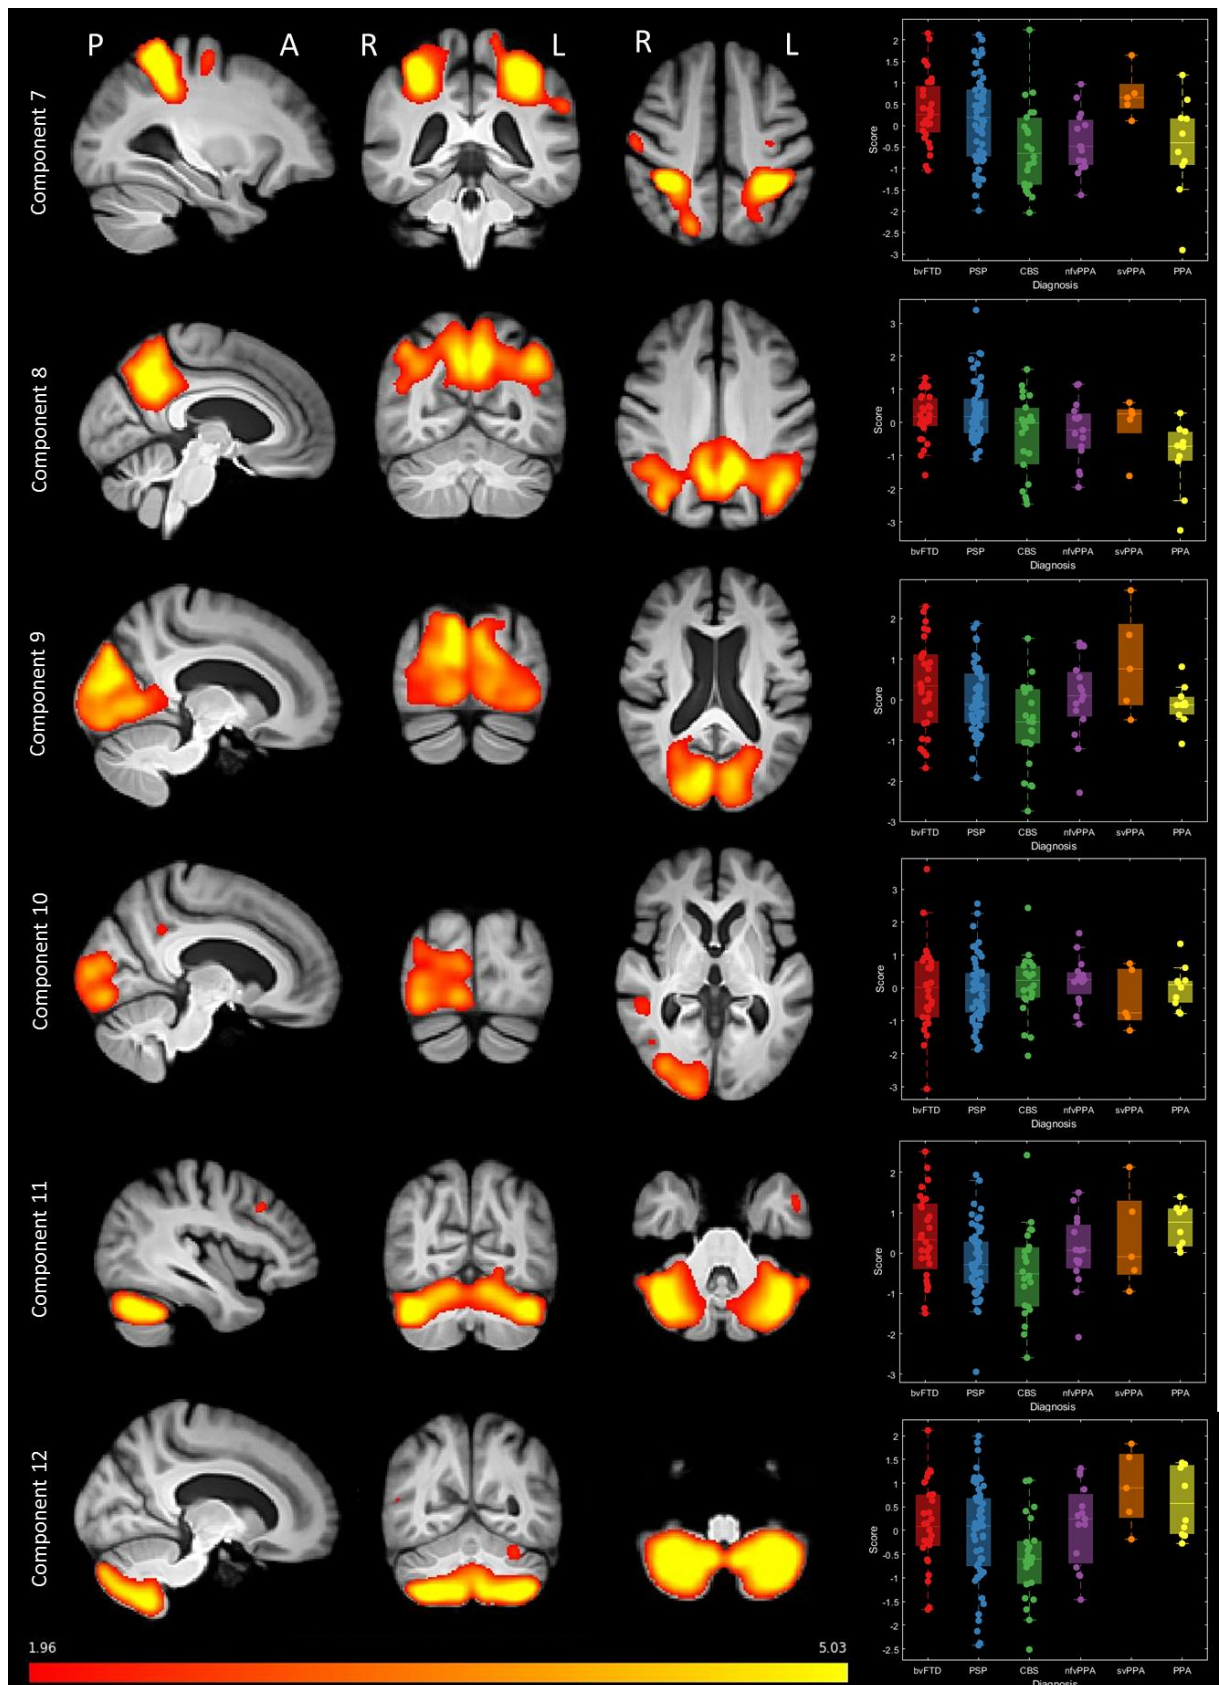 P A R L R L
Component 7
Score
2
1.5
1
0.5
0
-0.5
-1
-1.5
-2
-2.5
-3
bvFTD PSP CBS nfvPPA svPPA PPA
Diagnosis
Component 8
Score
3
2
1
0
-1
-2
-3
bvFTD PSP CBS nfvPPA svPPA PPA
Diagnosis
Component 9
Score
2
1
0
-1
-2
-3
bvFTD PSP CBS nfvPPA svPPA PPA
Diagnosis
Component 10
Score
3
2
1
0
-1
-2
-3
bvFTD PSP CBS nfvPPA svPPA PPA
Diagnosis
Component 11
Score
2
1
0
-1
-2
-3
bvFTD PSP CBS nfvPPA svPPA PPA
Diagnosis
Component 12
Score
2
1.5
1
0.5
0
-0.5
-1
-1.5
-2
-2.5
bvFTD PSP CBS nfvPPA svPPA PPA
Diagnosis
1.96 5.03